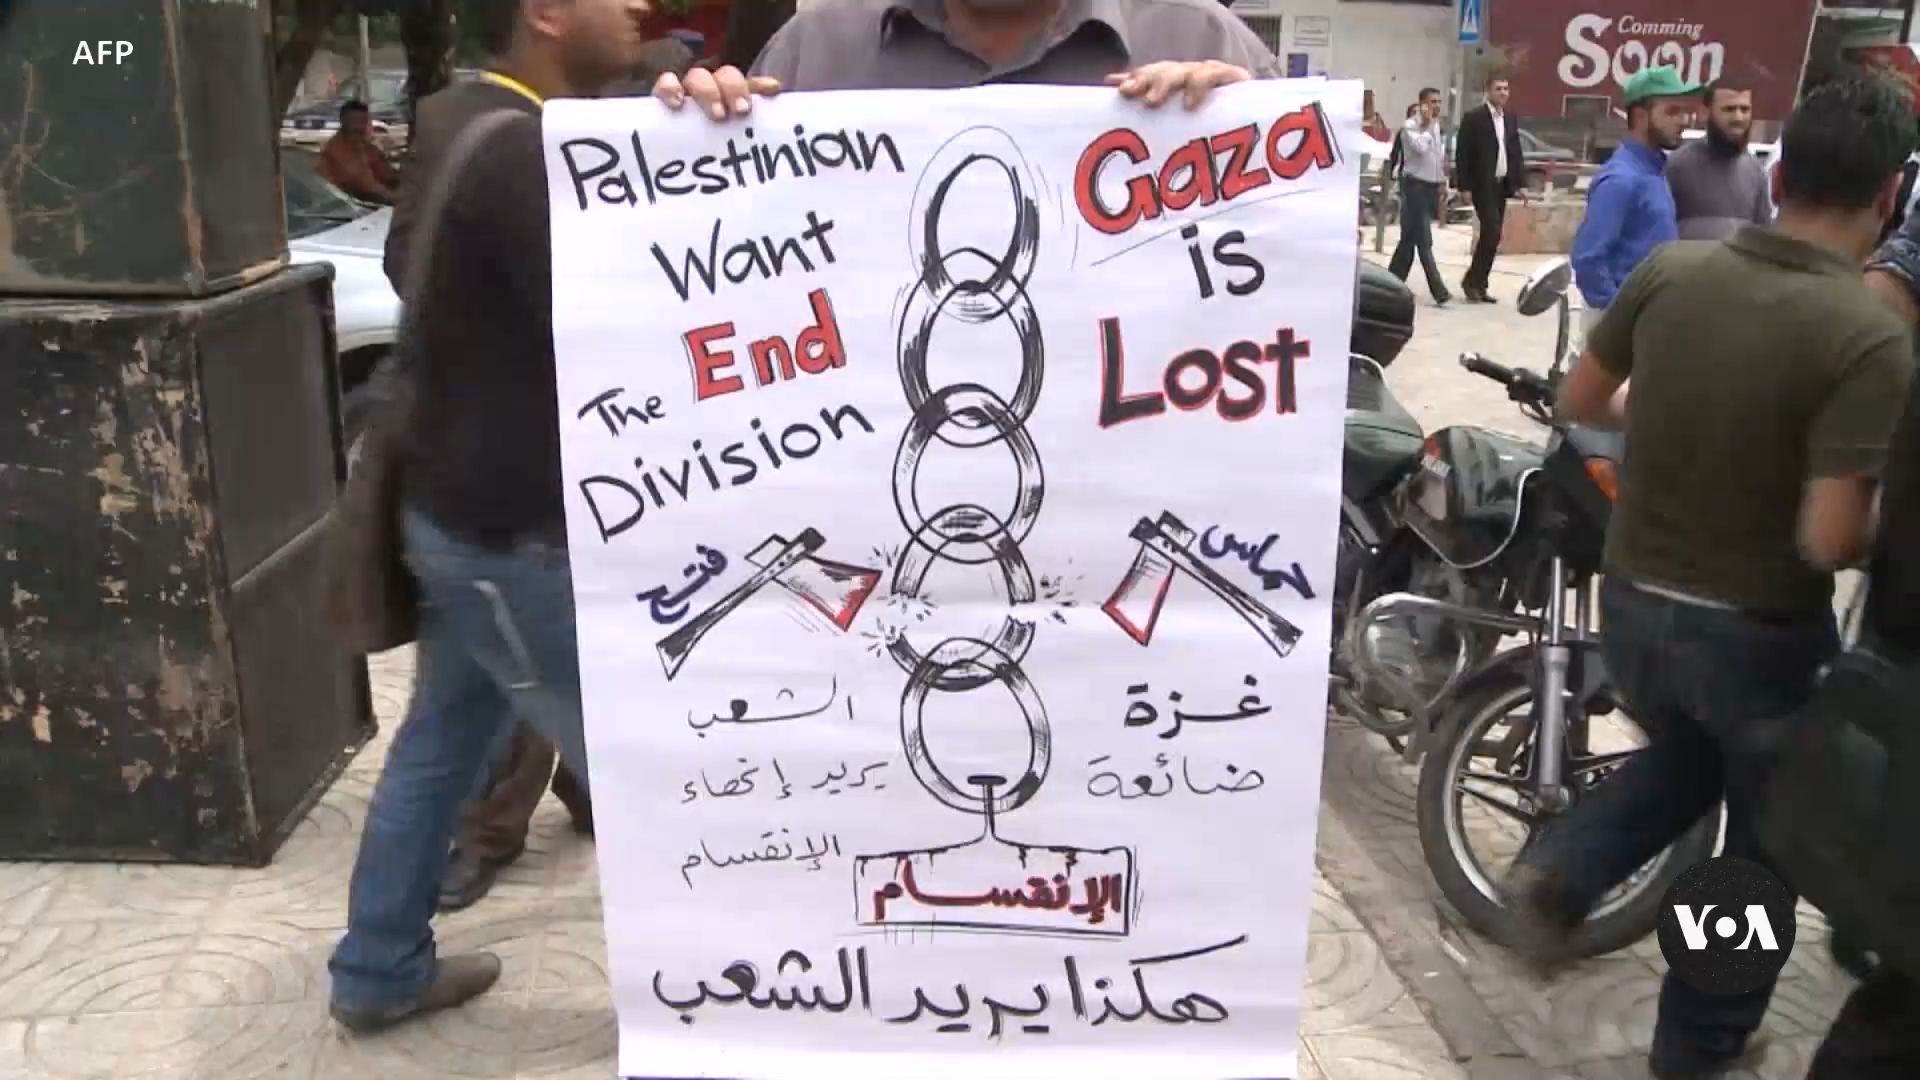 AFP
Comming
Soon
Palestinian
Want
End
The
Division
Gaza
is
Lost
فتح
حماس
الشعب
يريد إنهاء
الإنقسام
غزة
ضائعة
الإنقسام
هكذا يريد الشعب
VOA